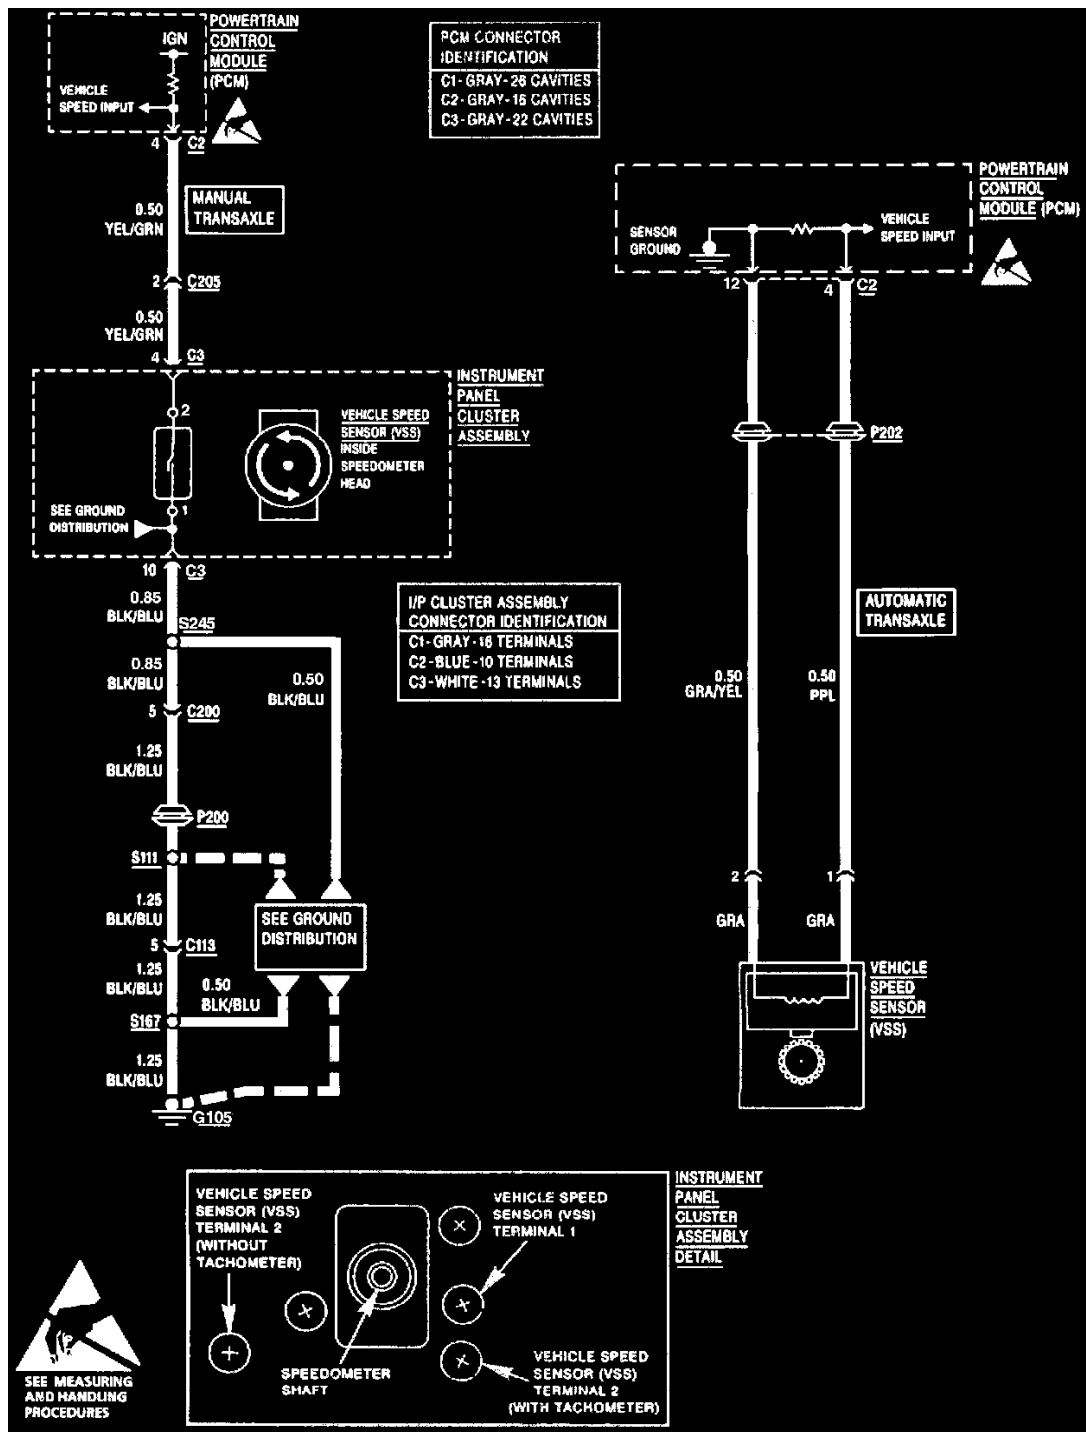 IGN
VEHICLE
SPEED INPUT
POWERTRAIN
CONTROL
MODULE
(PCM)
4 C2
PCM CONNECTOR
IDENTIFICATION
C1-GRAY-26 CAVITIES
C2-GRAY-16 CAVITIES
C3-GRAY-22 CAVITIES
MANUAL
TRANSAXLE
0.50
YEL/GRN
2 C205
0.50
YEL/GRN
4 C3
2
VEHICLE SPEED
SENSOR (VSS)
INSIDE
SPEEDOMETER
HEAD
INSTRUMENT
PANEL
CLUSTER
ASSEMBLY
1
SEE GROUND
DISTRIBUTION
10 C3
0.85
BLK/BLU
S245
0.85
BLK/BLU
0.50
BLK/BLU
5 C200
1.25
BLK/BLU
P200
S111
1.25
BLK/BLU
SEE GROUND
DISTRIBUTION
5 C113
1.25
BLK/BLU
0.50
BLK/BLU
S167
1.25
BLK/BLU
G105
I/P CLUSTER ASSEMBLY
CONNECTOR IDENTIFICATION
C1-GRAY-16 TERMINALS
C2-BLUE-10 TERMINALS
C3-WHITE-13 TERMINALS
POWERTRAIN
CONTROL
MODULE (PCM)
SENSOR
GROUND
VEHICLE
SPEED INPUT
12 4 C2
P202
AUTOMATIC
TRANSAXLE
0.50
GRA/YEL
0.50
PPL
2 1
GRA GRA
VEHICLE
SPEED
SENSOR
(VSS)
VEHICLE SPEED
SENSOR (VSS)
TERMINAL 2
(WITHOUT
TACHOMETER)
VEHICLE SPEED
SENSOR (VSS)
TERMINAL 1
SPEEDOMETER
SHAFT
VEHICLE SPEED
SENSOR (VSS)
TERMINAL 2
(WITH TACHOMETER)
INSTRUMENT
PANEL
CLUSTER
ASSEMBLY
DETAIL
SEE MEASURING
AND HANDLING
PROCEDURES